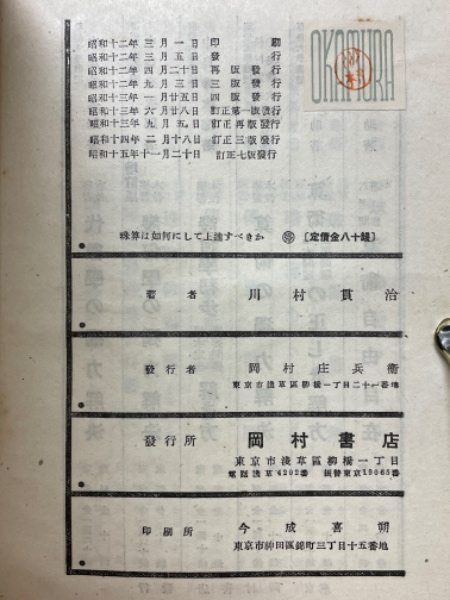 OKAMURA
昭和十二年三月一日印刷
昭和十二年三月五日發行
昭和十二年四月二十日再版發行
昭和十二年九月三日三版發行
昭和十三年一月廿五日四版發行
昭和十三年六月廿八日訂正第一版發行
昭和十三年九月五日訂正再版發行
昭和十四年二月十八日訂正三版發行
昭和十五年十一月二十日訂正七版發行
珠算は如何にして上達すべきか 〔定價金八十錢〕
著者 川村貫治
發行者 岡村庄兵衞
東京市淺草區柳橋一丁目二十一番地
發行所 岡村書店
東京市淺草區柳橋一丁目
電話淺草4202番 振替東京13065番
印刷所 今成喜朔
東京市神田區錦町三丁目十五番地